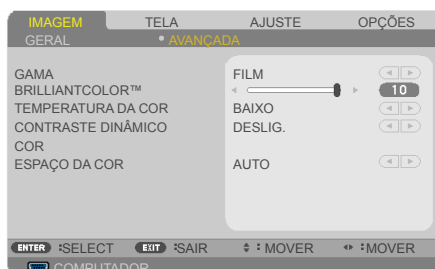 IMAGEM TELA AJUSTE OPÇÕES
GERAL • AVANÇADA
GAMA FILM
BRILLIANTCOLOR™ 10
TEMPERATURA DA COR BAIXO
CONTRASTE DINÂMICO DESLIG.
COR
ESPAÇO DA COR AUTO
ENTER :SELECT EXIT :SAIR :MOVER :MOVER
COMPUTADOR